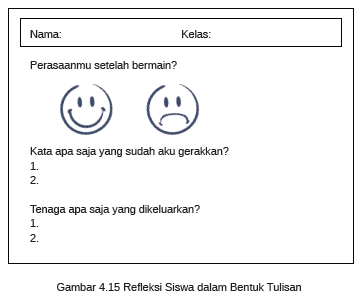 Nama: Kelas:
Perasaanmu setelah bermain?
Kata apa saja yang sudah aku gerakkan?
1.
2.
Tenaga apa saja yang dikeluarkan?
1.
2.
Gambar 4.15 Refleksi Siswa dalam Bentuk Tulisan